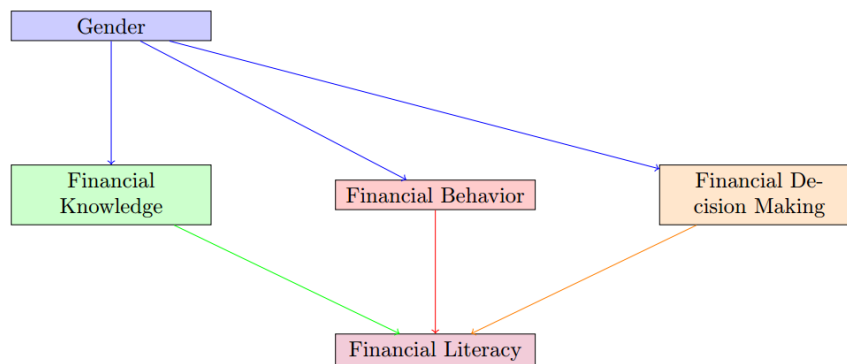 Gender
Financial
Knowledge
Financial Behavior
Financial De-
cision Making
Financial Literacy